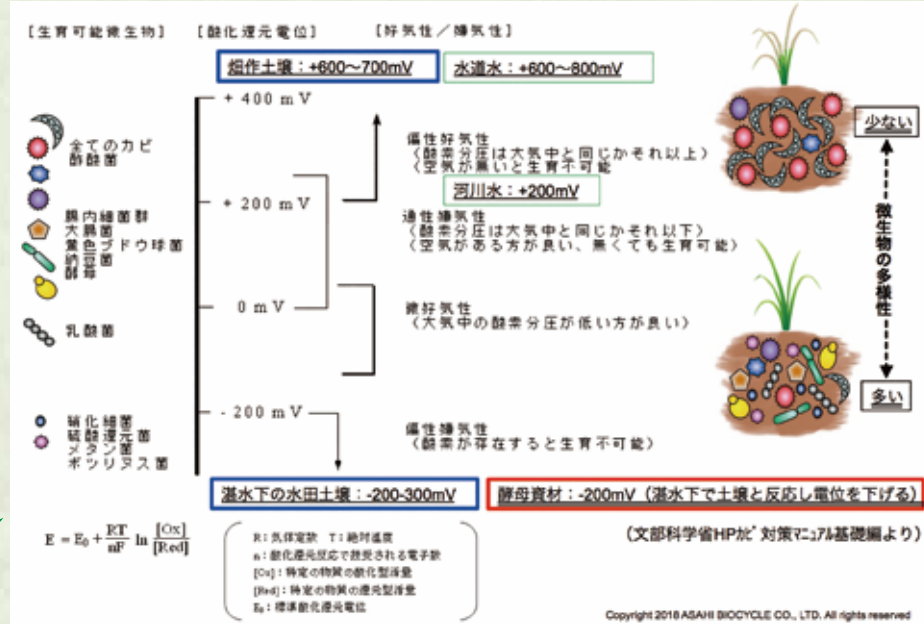 [生育可能微生物] [酸化還元電位] [好気性/嫌気性]
畑作土壌:+600~700mV
水道水:+600~800mV
+ 400 mV
全てのカビ
酢酸菌
偏性好気性
(酸素分圧は大気中と同じかそれ以上)
(空気が無いと生育不可能
少ない
河川水:+200mV
+ 200 mV
腸内細菌群
大腸菌
黄色ブドウ球菌
納豆菌
酵母
通性嫌気性
(酸素分圧は大気中と同じかそれ以下)
(空気がある方が良い、無くても生育可能)
微生物の多様性
0 mV
微好気性
(大気中の酸素分圧が低い方が良い)
乳酸菌
多い
- 200 mV
硝化細菌
硫酸還元菌
メタン菌
ボツリヌス菌
偏性嫌気性
(酸素が存在すると生育不可能)
湛水下の水田土壌:-200-300mV
酵母資材:-200mV(湛水下で土壌と反応し電位を下げる)
E = E₀ + RT/nF ln [Ox]/[Red]
R:気体定数 T:絶対温度
n:酸化還元反応で授受される電子数
[Ox]:特定の物質の酸化型活量
[Red]:特定の物質の還元型活量
E₀:標準酸化還元電位
(文部科学省HPカビ対策マニュアル基礎編より)
Copyright 2018 ASAHI BIOCYCLE CO., LTD. All rights reserved